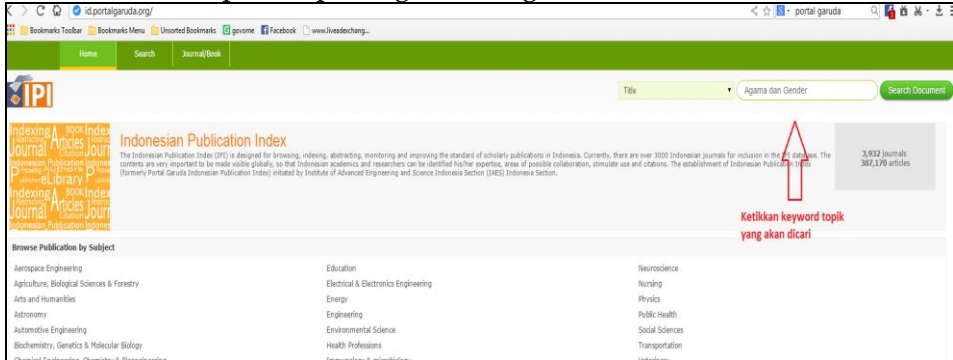 id.portalgaruda.org/
portal garuda
Bookmarks Toolbar Bookmarks Menu Unsorted Bookmarks govome Facebook www.liveadexchang...
Home Search Journal/Book
IPI
Title
Agama dan Gender
Search Document
Indonesian Publication Index
The Indonesian Publication Index (IPI) is designed for browsing, indexing, abstracting, monitoring and improving the standard of scholarly publications in Indonesia. Currently, there are over 3000 Indonesian journals for inclusion in the IPI database. The
contents are very important to be made visible globally, so that Indonesian academics and researchers can be identified his/her expertise, areas of possible collaboration, stimulate use and citations. The establishment of Indonesian Publication Index
(formerly Portal Garuda Indonesian Publication Index) initiated by Institute of Advanced Engineering and Science Indonesia Section (IAES) Indonesia Section.
3,932 journals
387,170 articles
Ketikkan keyword topik
yang akan dicari
Browse Publication by Subject
Aerospace Engineering
Agriculture, Biological Sciences & Forestry
Arts and Humanities
Astronomy
Automotive Engineering
Biochemistry, Genetics & Molecular Biology
Education
Electrical & Electronics Engineering
Energy
Engineering
Environmental Science
Health Professions
Neuroscience
Nursing
Physics
Public Health
Social Sciences
Transportation